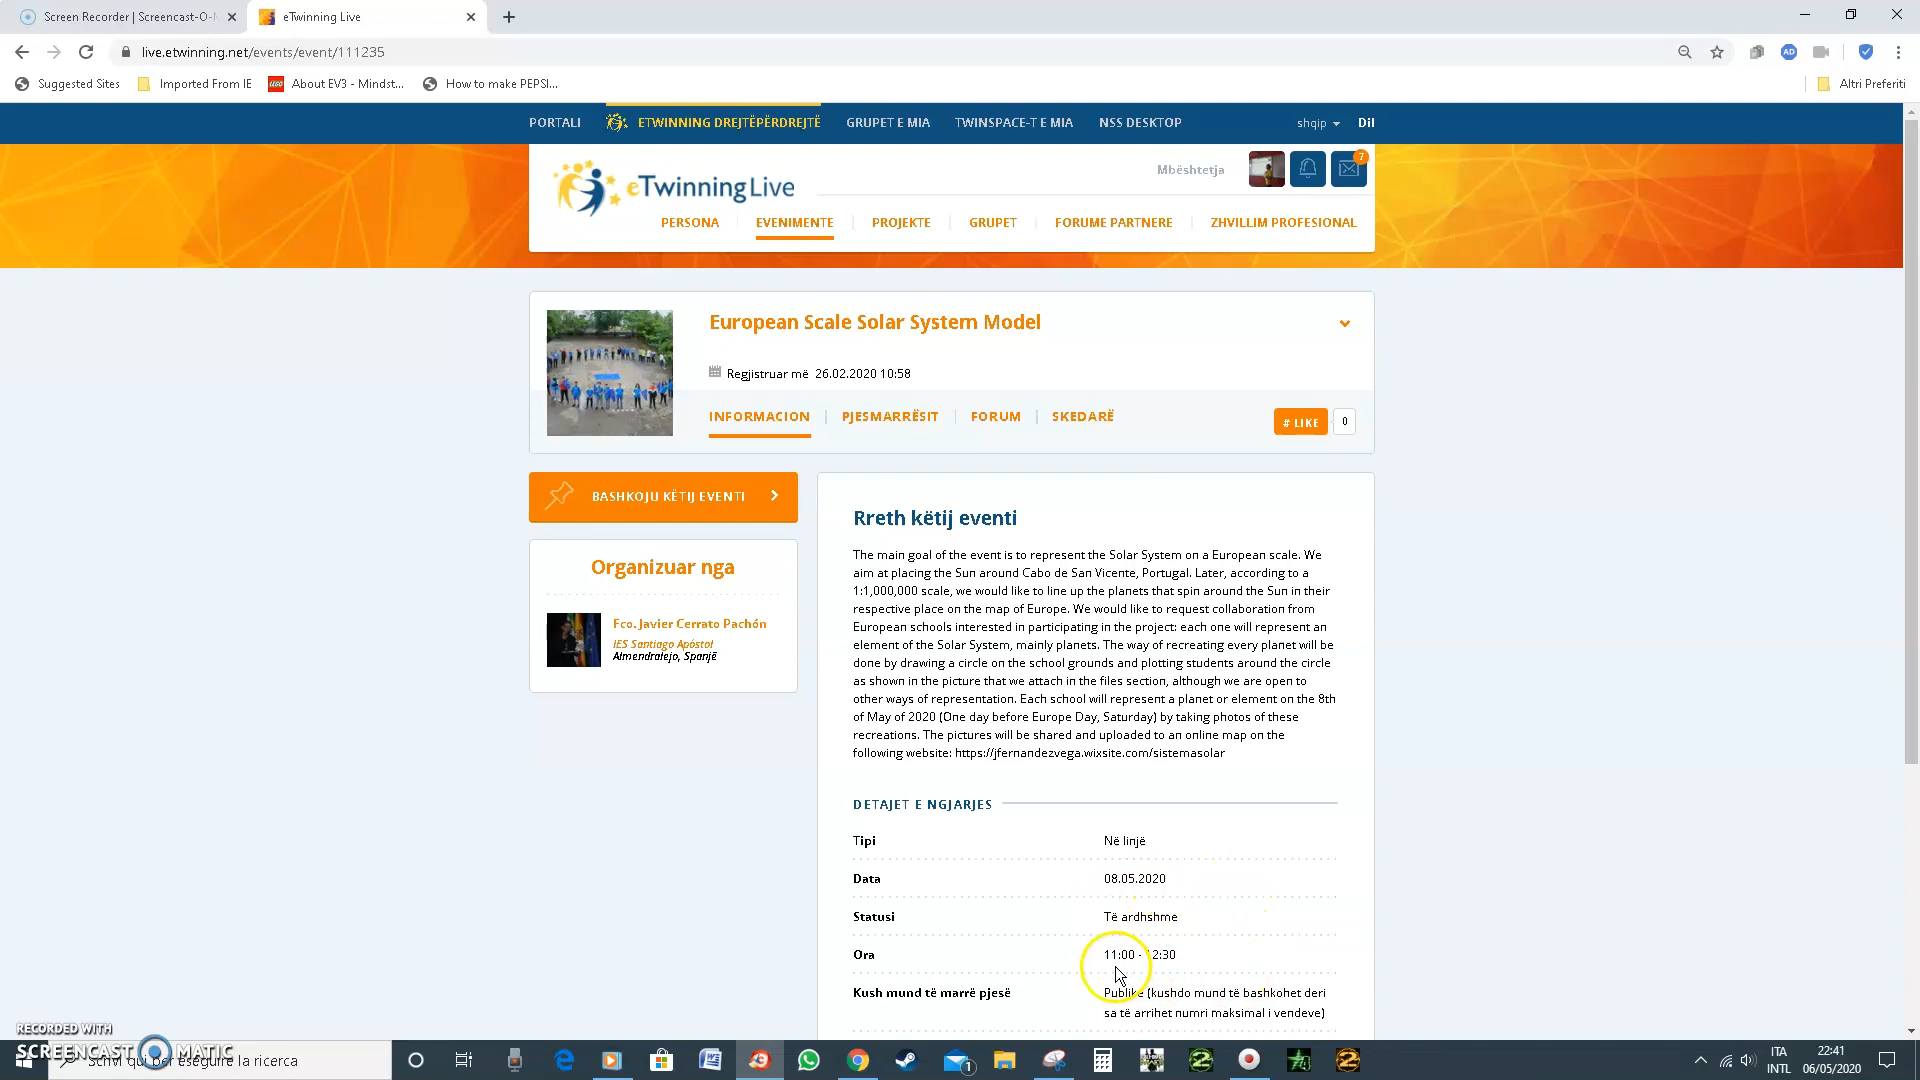 Screen Recorder | Screencast-O-
eTwinning Live
live.etwinning.net/events/event/111235
Suggested Sites
Imported From IE
About EV3 - Mindst...
How to make PEPSI...
Altri Preferiti
PORTALI
ETWINNING DREJTËPËRDREJTË
GRUPET E MIA
TWINSPACE-T E MIA
NSS DESKTOP
shqip
Dil
eTwinning Live
Mbështetja
7
PERSONA
EVENIMENTE
PROJEKTE
GRUPET
FORUME PARTNERE
ZHVILLIM PROFESIONAL
European Scale Solar System Model
Regjistruar më 26.02.2020 10:58
INFORMACION
PJESMARRËSIT
FORUM
SKEDARË
# LIKE
0
BASHKOJU KËTIJ EVENTI
Organizuar nga
Fco. Javier Cerrato Pachón
IES Santiago Apóstol
Almendralejo, Spanjë
Rreth këtij eventi
The main goal of the event is to represent the Solar System on a European scale. We
aim at placing the Sun around Cabo de San Vicente, Portugal. Later, according to a
1:1,000,000 scale, we would like to line up the planets that spin around the Sun in their
respective place on the map of Europe. We would like to request collaboration from
European schools interested in participating in the project: each one will represent an
element of the Solar System, mainly planets. The way of recreating every planet will be
done by drawing a circle on the school grounds and plotting students around the circle
as shown in the picture that we attach in the files section, although we are open to
other ways of representation. Each school will represent a planet or element on the 8th
of May of 2020 (One day before Europe Day, Saturday) by taking photos of these
recreations. The pictures will be shared and uploaded to an online map on the
following website: https://jfernandezvega.wixsite.com/sistemasolar
DETAJET E NGJARJES
Tipi
Në linjë
Data
08.05.2020
Statusi
Të ardhshme
Ora
11:00 - 12:30
Kush mund të marrë pjesë
Publike (kushdo mund të bashkohet deri
sa të arrihet numri maksimal i vendeve)
RECORDED WITH
SCREENCAST MATIC
Scrivi qui per eseguire la ricerca
1
ITA
INTL
22:41
06/05/2020